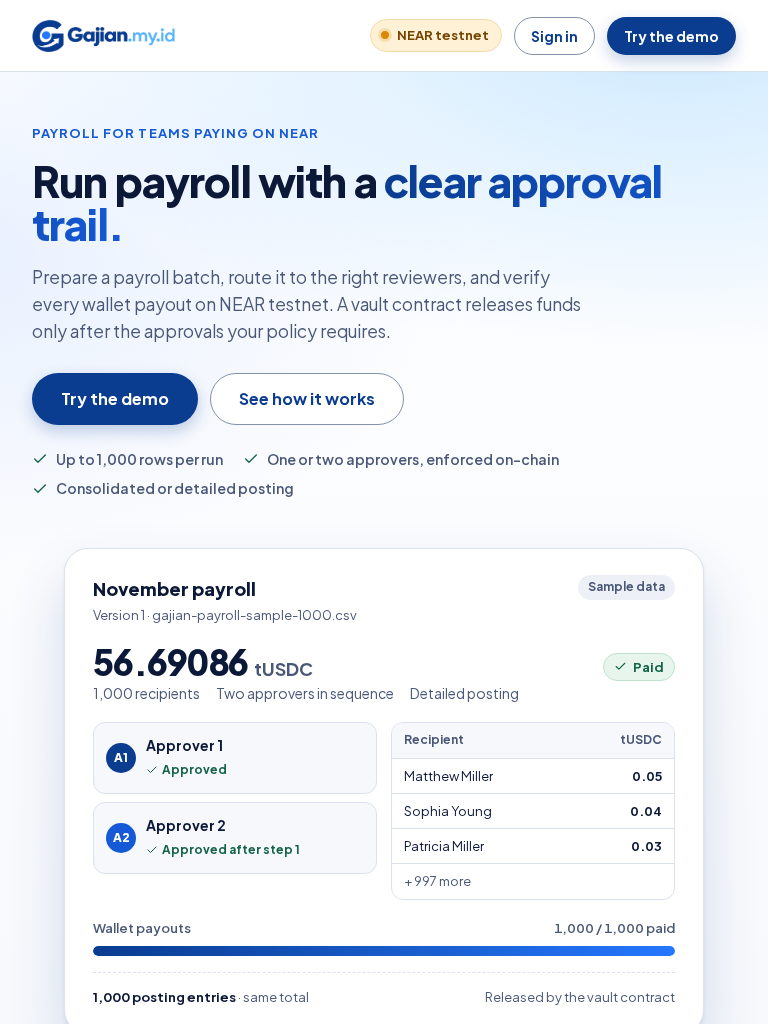 Gajian.my.id
NEAR testnet
Sign in
Try the demo
PAYROLL FOR TEAMS PAYING ON NEAR
Run payroll with a clear approval
trail.
Prepare a payroll batch, route it to the right reviewers, and verify
every wallet payout on NEAR testnet. A vault contract releases funds
only after the approvals your policy requires.
Try the demo
See how it works
Up to 1,000 rows per run
One or two approvers, enforced on-chain
Consolidated or detailed posting
November payroll
Sample data
Version 1 · gajian-payroll-sample-1000.csv
56.69086 tUSDC
Paid
1,000 recipients Two approvers in sequence Detailed posting
A1
Approver 1
Approved
A2
Approver 2
Approved after step 1
Recipient tUSDC
Matthew Miller 0.05
Sophia Young 0.04
Patricia Miller 0.03
+ 997 more
Wallet payouts 1,000 / 1,000 paid
1,000 posting entries · same total Released by the vault contract